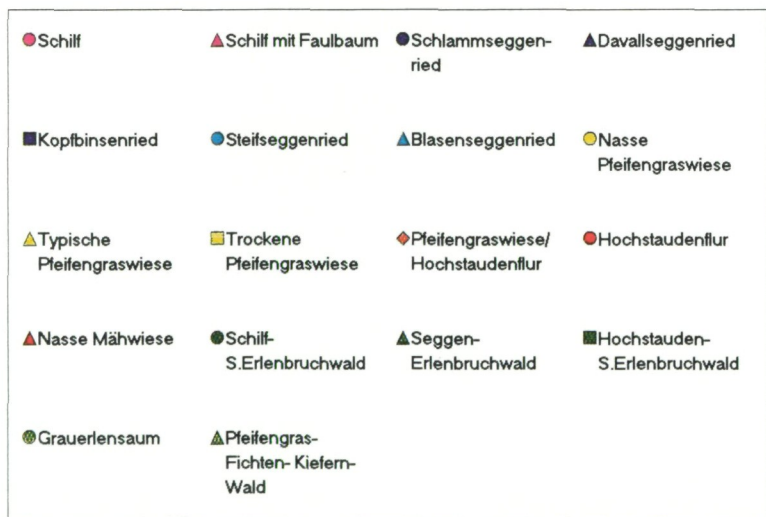 Schilf
Schilf mit Faulbaum
Schlammseggen-
ried
Davallseggenried
Kopfbinsenried
Steifseggenried
Blasenseggenried
Nasse
Pfeifengraswiese
Typische
Pfeifengraswiese
Trockene
Pfeifengraswiese
Pfeifengraswiese/
Hochstaudenflur
Hochstaudenflur
Nasse Mähwiese
Schilf-
S.Erlenbruchwald
Seggen-
Erlenbruchwald
Hochstauden-
S.Erlenbruchwald
Grauerlensaum
Pfeifengras-
Fichten- Kiefern-
Wald